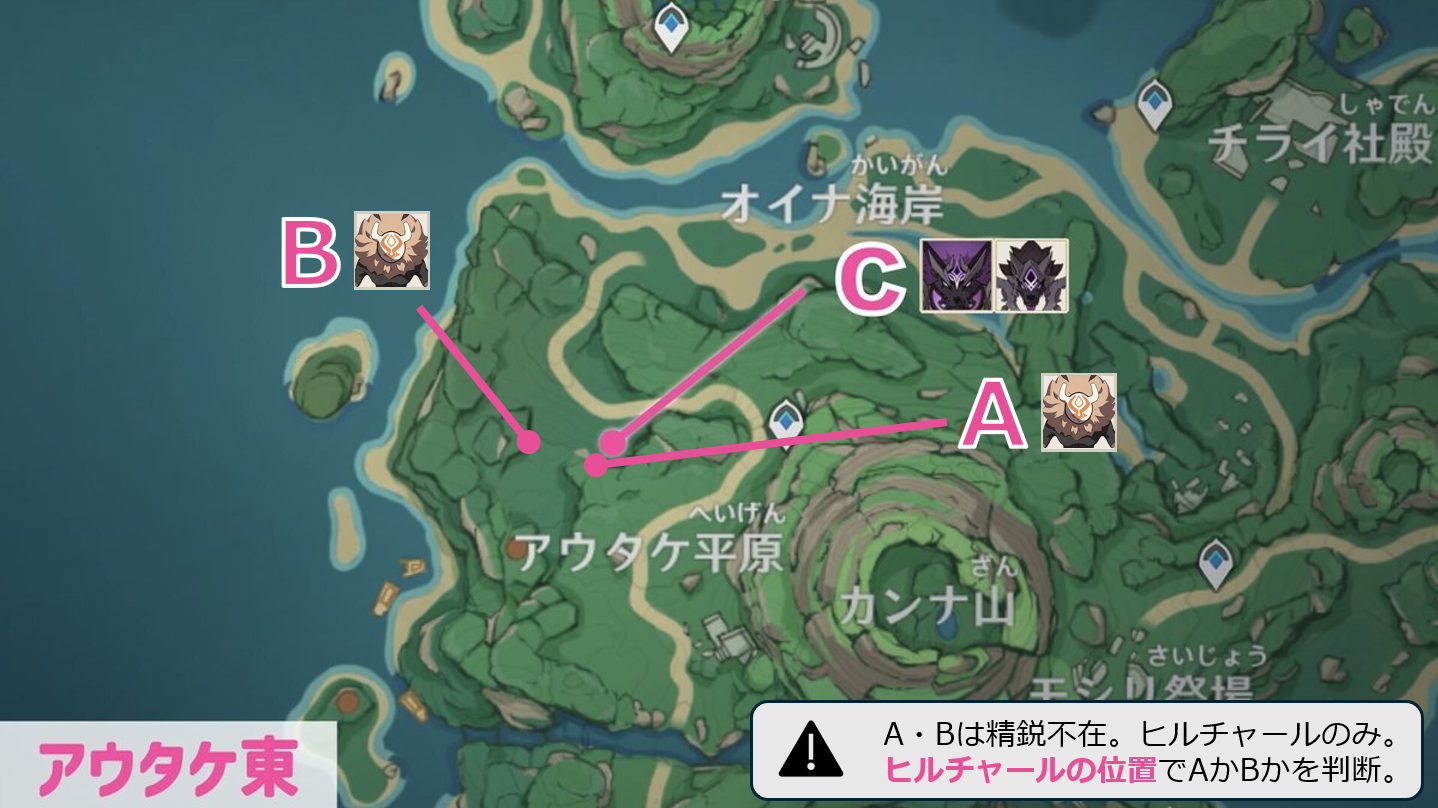 しゃでん
チライ社殿
かいがん
オイナ海岸
B
C
A
へいげん
アウタケ平原
ざん
カンナ山
さいじょう
モシリ祭場
アウタケ東
A・Bは精鋭不在。ヒルチャールのみ。
ヒルチャールの位置でAかBかを判断。